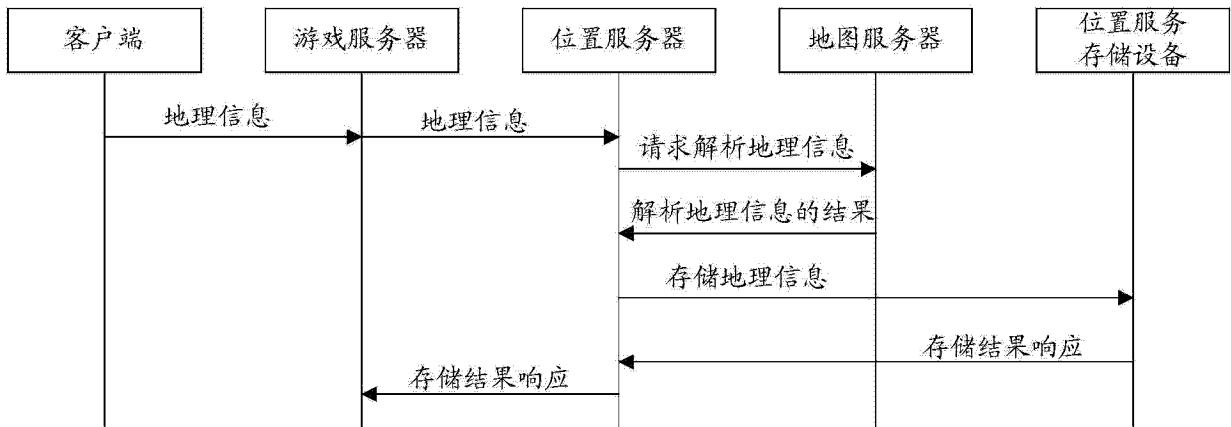 客户端
游戏服务器
位置服务器
地图服务器
位置服务
存储设备
地理信息
地理信息
请求解析地理信息
解析地理信息的结果
存储地理信息
存储结果响应
存储结果响应